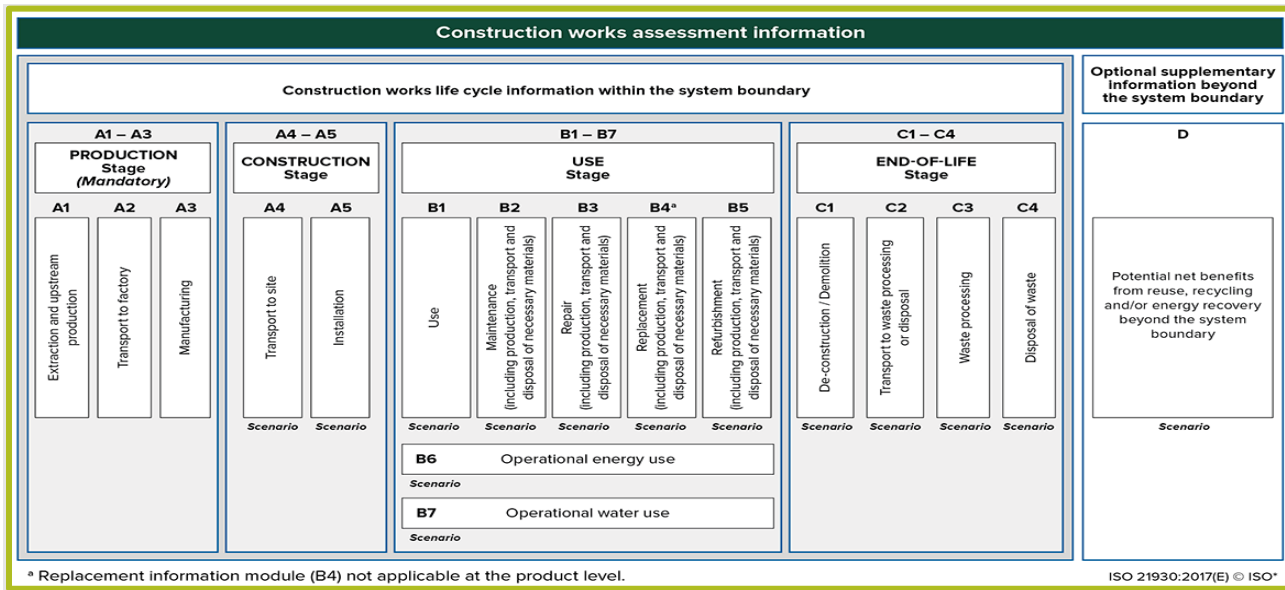 Construction works assessment information
Construction works life cycle information within the system boundary
Optional supplementary
information beyond
the system boundary
A1 – A3
PRODUCTION
Stage
(Mandatory)
A1
A2
A3
Extraction and upstream
production
Transport to factory
Manufacturing
A4 – A5
CONSTRUCTION
Stage
A4
A5
Transport to site
Installation
Scenario
Scenario
B1 – B7
USE
Stage
B1
B2
B3
B4ᵃ
B5
Use
Maintenance
(including production, transport and
disposal of necessary materials)
Repair
(including production, transport and
disposal of necessary materials)
Replacement
(including production, transport and
disposal of necessary materials)
Refurbishment
(including production, transport and
disposal of necessary materials)
Scenario
Scenario
Scenario
Scenario
Scenario
B6 Operational energy use
Scenario
B7 Operational water use
Scenario
C1 – C4
END-OF-LIFE
Stage
C1
C2
C3
C4
De-construction / Demolition
Transport to waste processing
or disposal
Waste processing
Disposal of waste
Scenario
Scenario
Scenario
Scenario
D
Potential net benefits
from reuse, recycling
and/or energy recovery
beyond the system
boundary
Scenario
ᵃ Replacement information module (B4) not applicable at the product level.
ISO 21930:2017(E) © ISO*